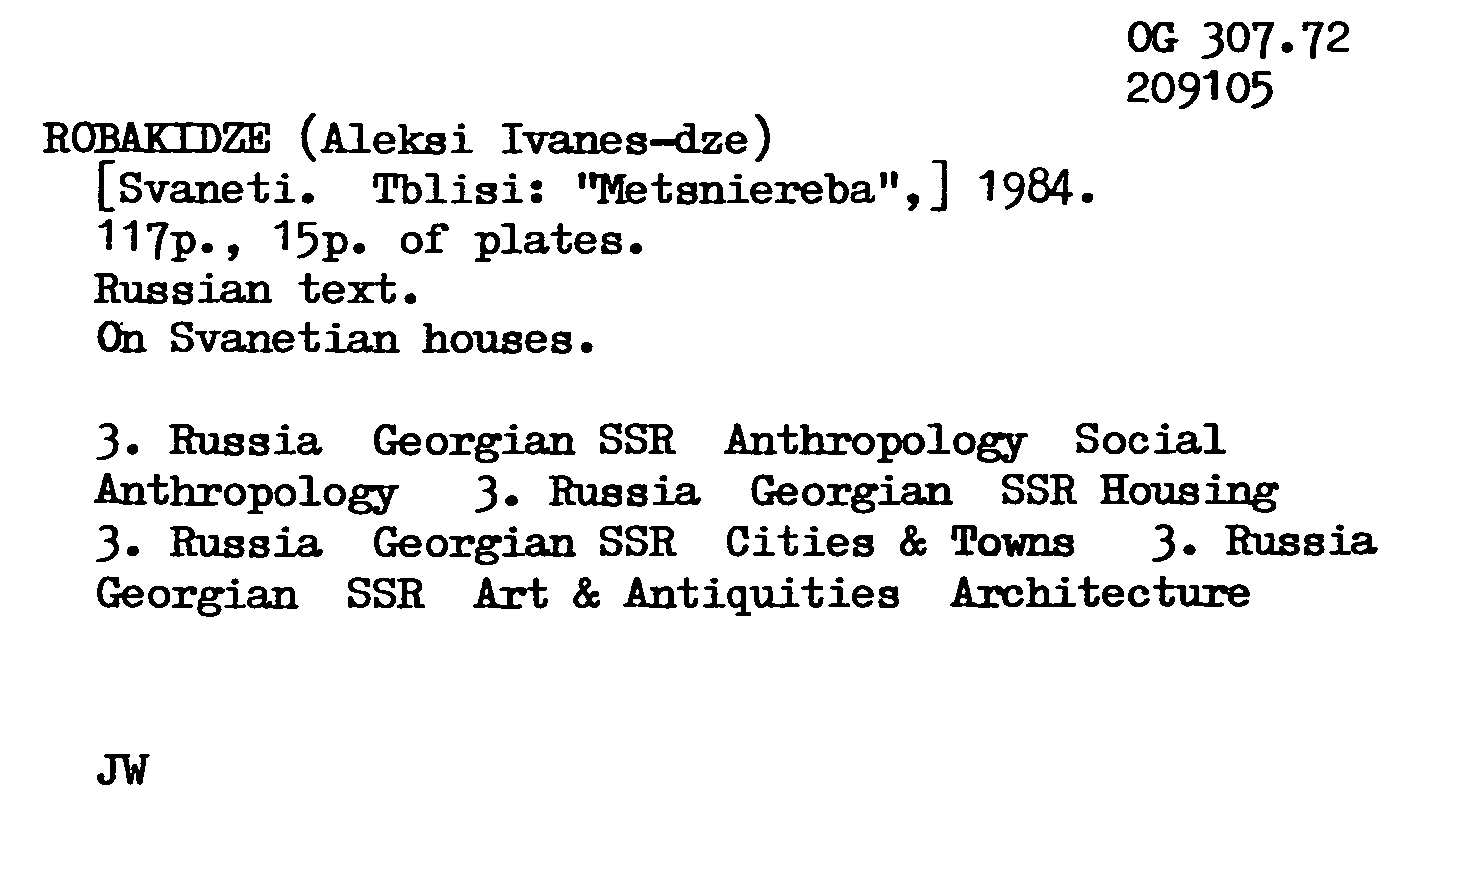 OG 307.72
209105
ROBAKIDZE (Aleksi Ivanes-dze)
[Svaneti. Tblisi: "Metsniereba",] 1984.
117p., 15p. of plates.
Russian text.
On Svanetian houses.
3. Russia Georgian SSR Anthropology Social
Anthropology 3. Russia Georgian SSR Housing
3. Russia Georgian SSR Cities & Towns 3. Russia
Georgian SSR Art & Antiquities Architecture
JW